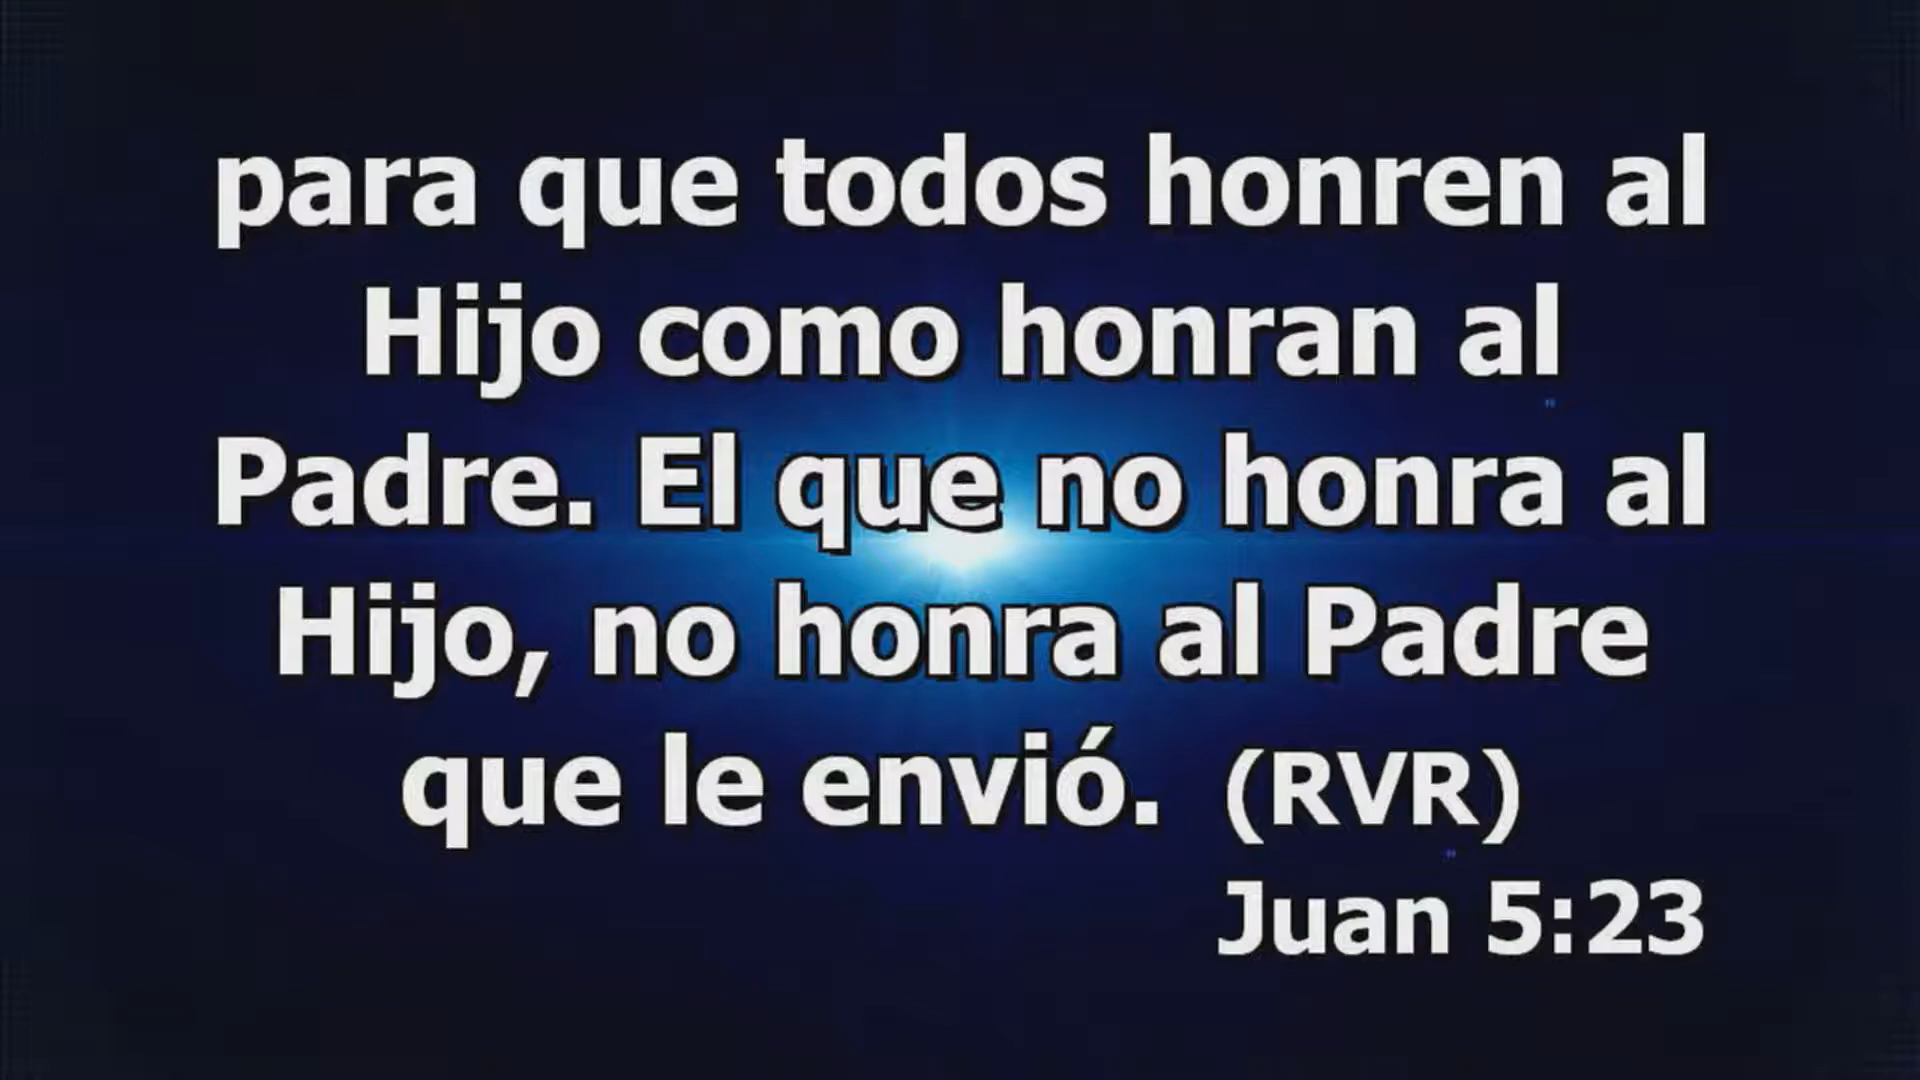 para que todos honren al
Hijo como honran al
Padre. El que no honra al
Hijo, no honra al Padre
que le envió. (RVR)
Juan 5:23